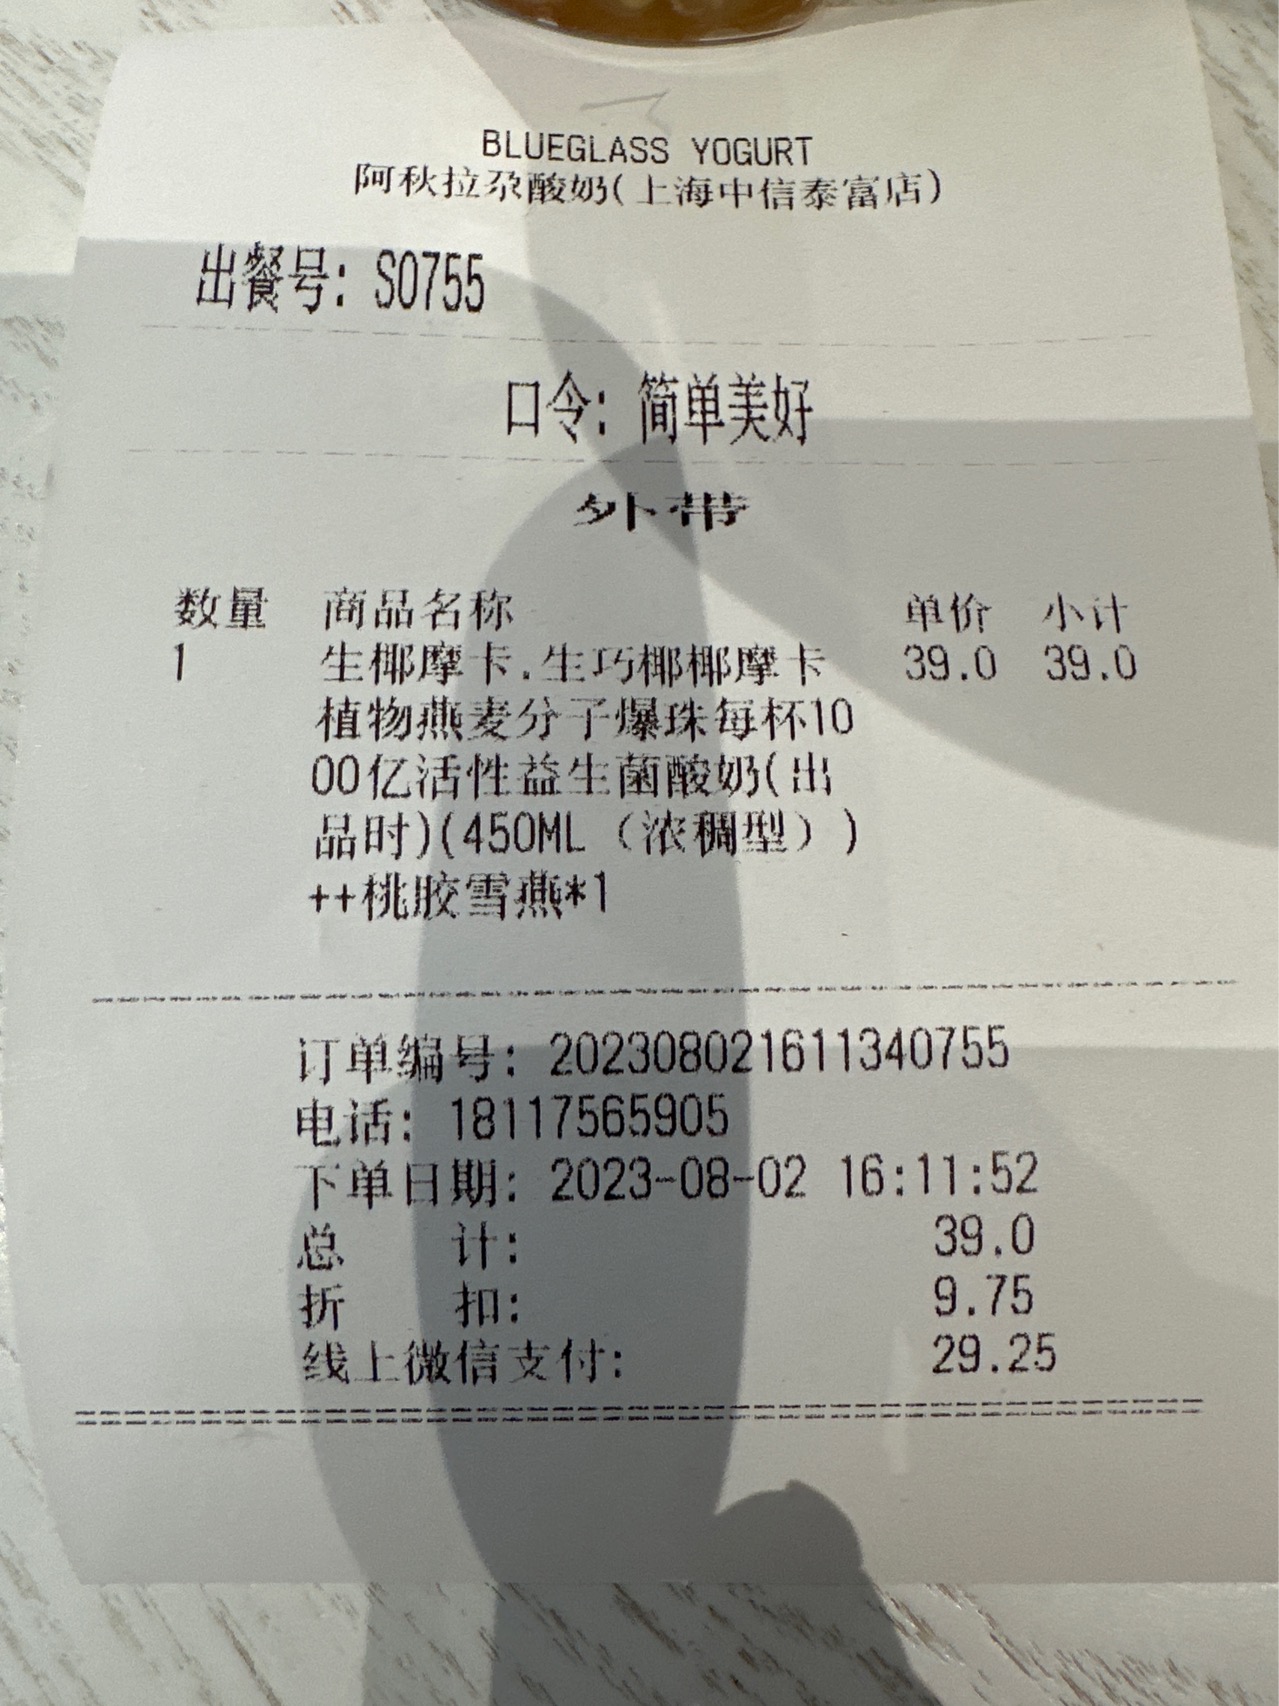 BLUEGLASS YOGURT
阿秋拉尕酸奶(上海中信泰富店)
出餐号: S0755
口令: 简单美好
外带
数量 商品名称 单价 小计
1 生椰摩卡.生巧椰椰摩卡 39.0 39.0
植物燕麦分子爆珠每杯10
00亿活性益生菌酸奶(出
品时)(450ML（浓稠型）)
++桃胶雪燕*1
订单编号: 202308021611340755
电话: 18117565905
下单日期: 2023-08-02 16:11:52
总 计: 39.0
折 扣: 9.75
线上微信支付: 29.25